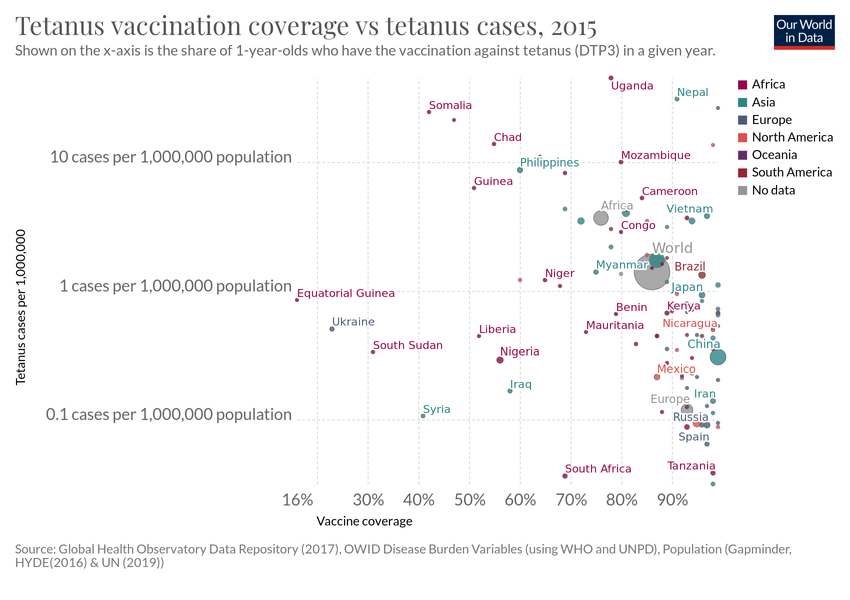 Tetanus vaccination coverage vs tetanus cases, 2015
Our World
in Data
Shown on the x-axis is the share of 1-year-olds who have the vaccination against tetanus (DTP3) in a given year.
Uganda
Nepal
Somalia
Chad
10 cases per 1,000,000 population
Philippines
Mozambique
Guinea
Cameroon
Africa
Vietnam
Congo
World
Myanmar
Brazil
Niger
1 case per 1,000,000 population
Japan
Equatorial Guinea
Benin
Kenya
Ukraine
Liberia
Mauritania
Nicaragua
South Sudan
Nigeria
China
Mexico
Iraq
Iran
Europe
Syria
0.1 cases per 1,000,000 population
Russia
Spain
South Africa
Tanzania
Tetanus cases per 1,000,000
16%
30%
40%
50%
60%
70%
80%
90%
Vaccine coverage
Africa
Asia
Europe
North America
Oceania
South America
No data
Source: Global Health Observatory Data Repository (2017), OWID Disease Burden Variables (using WHO and UNPD), Population (Gapminder,
HYDE(2016) & UN (2019))